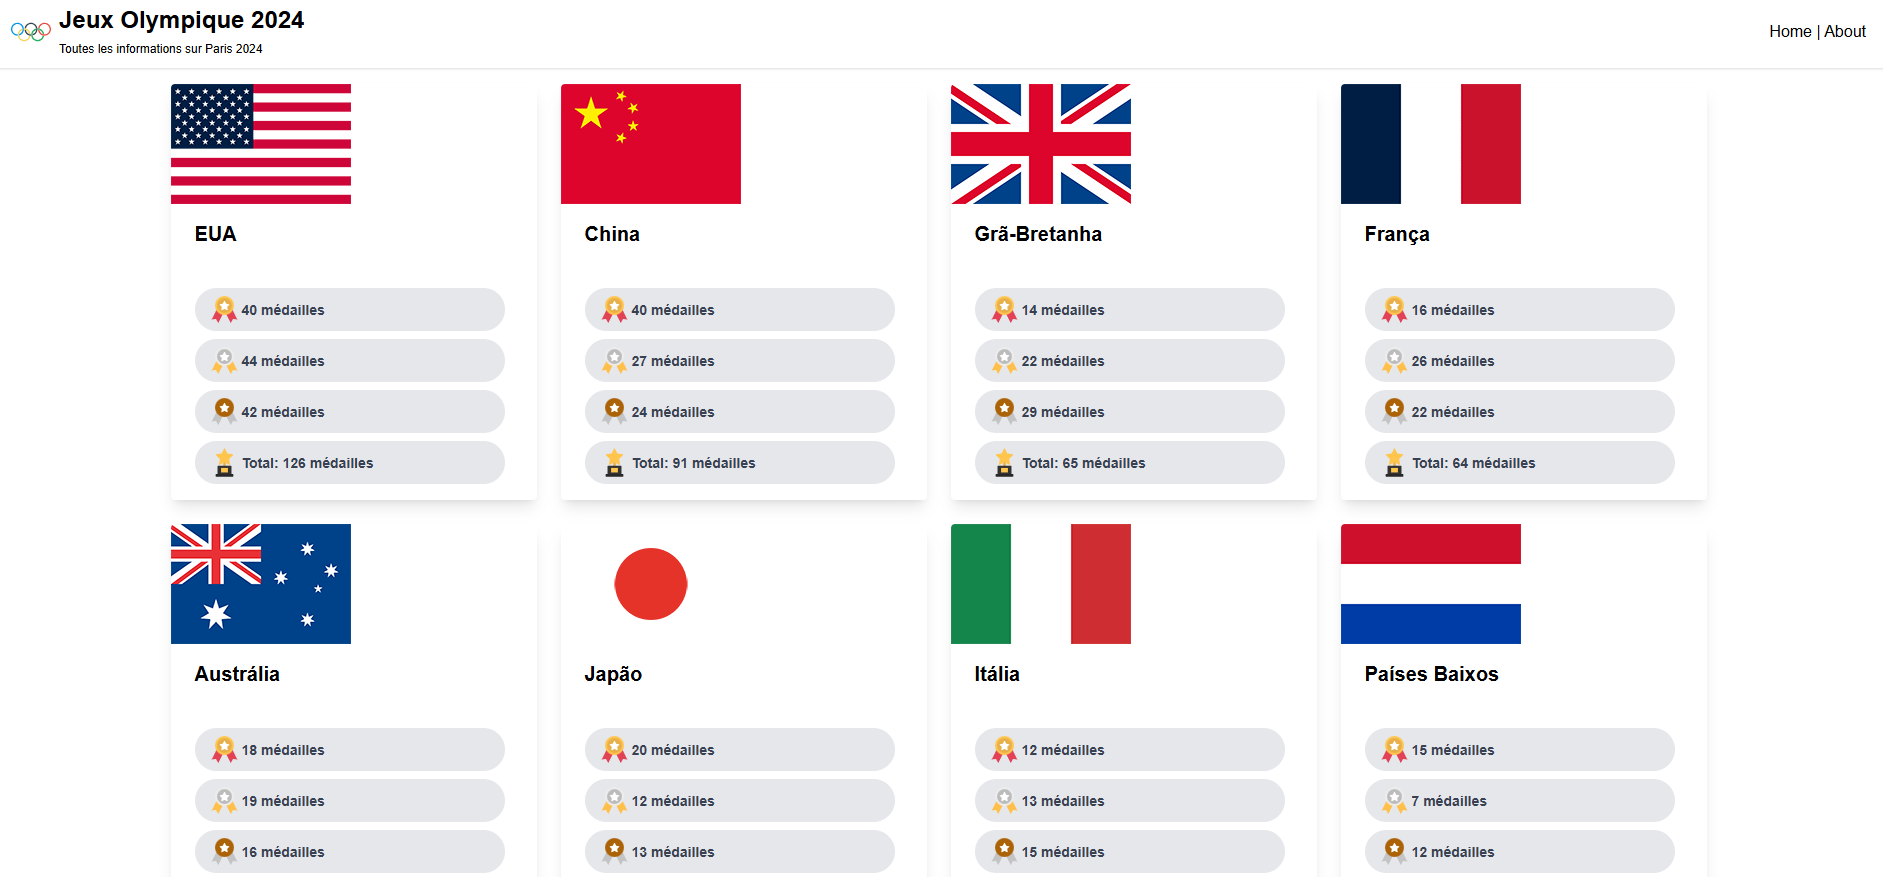 Jeux Olympique 2024
Toutes les informations sur Paris 2024
Home | About
EUA
40 médailles
44 médailles
42 médailles
Total: 126 médailles
China
40 médailles
27 médailles
24 médailles
Total: 91 médailles
Grã-Bretanha
14 médailles
22 médailles
29 médailles
Total: 65 médailles
França
16 médailles
26 médailles
22 médailles
Total: 64 médailles
Austrália
18 médailles
19 médailles
16 médailles
Japão
20 médailles
12 médailles
13 médailles
Itália
12 médailles
13 médailles
15 médailles
Países Baixos
15 médailles
7 médailles
12 médailles